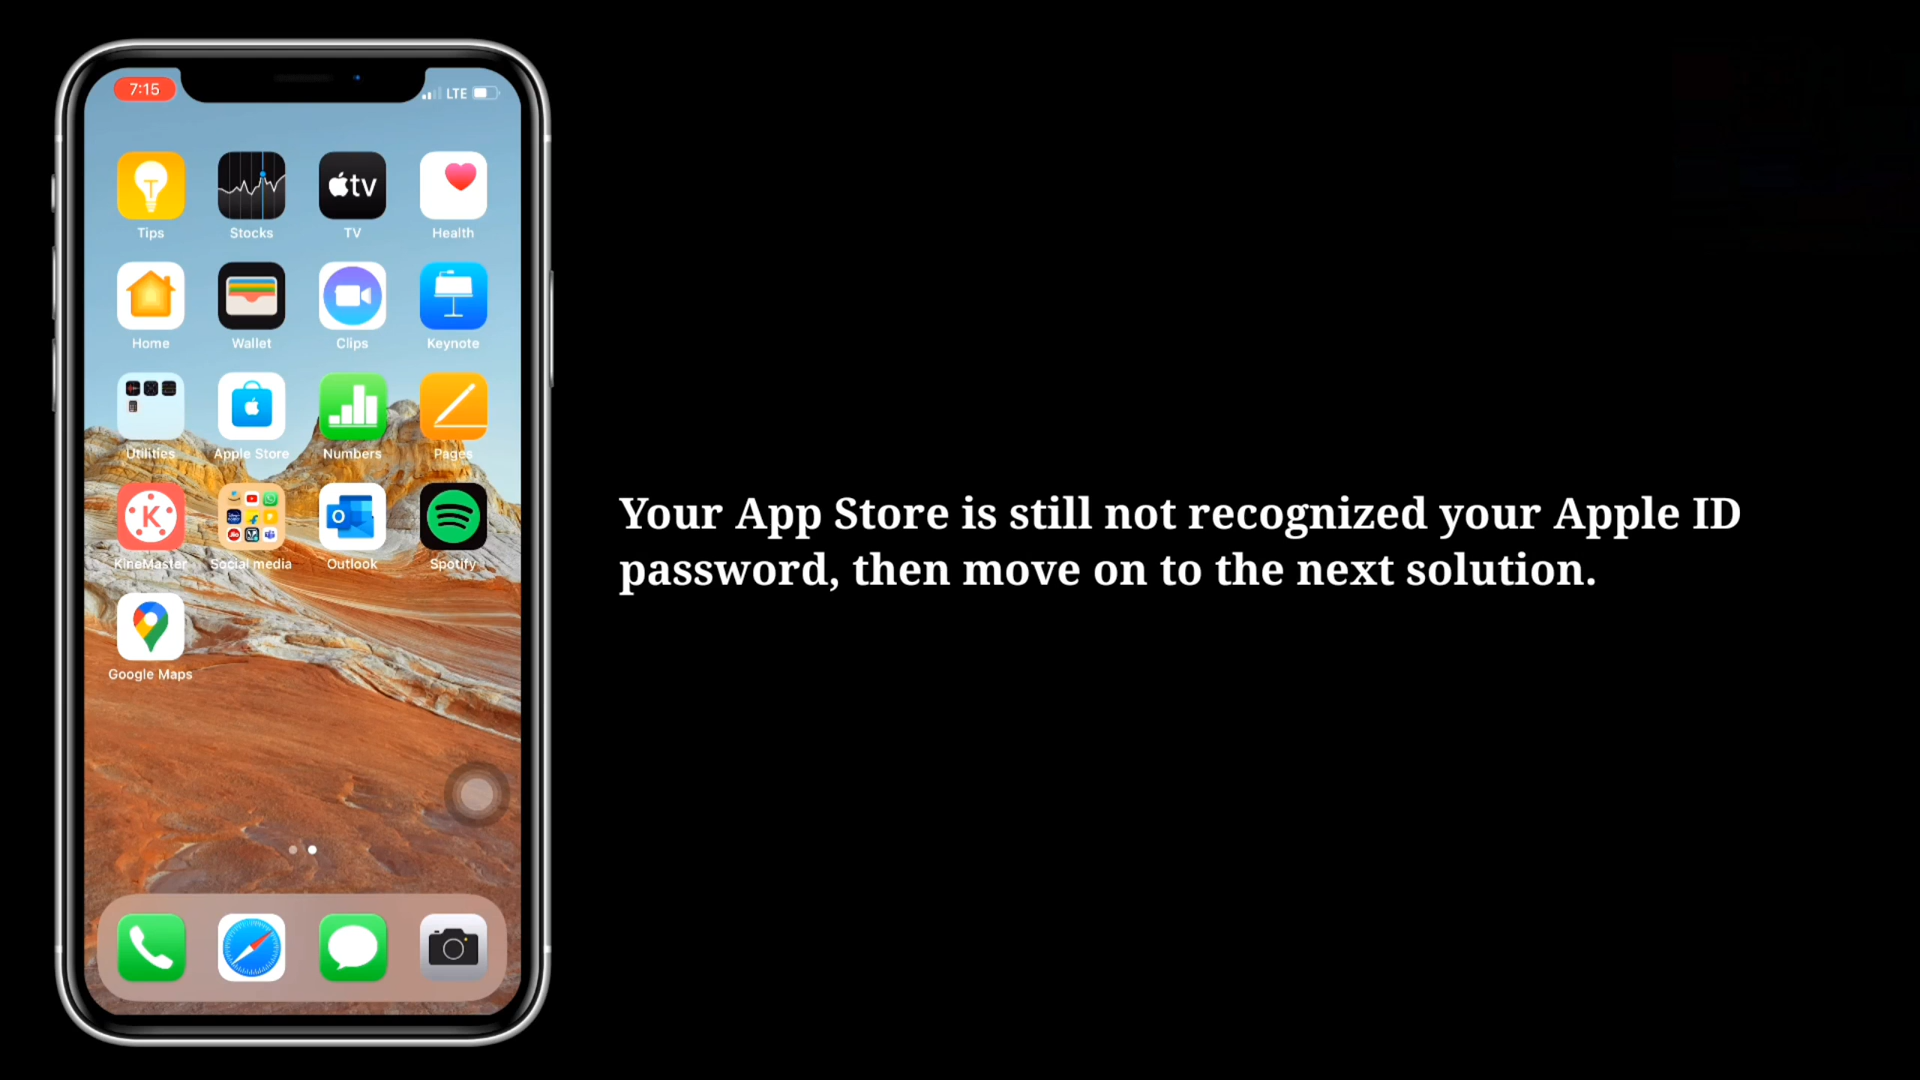 7:15
LTE
tv
Tips
Stocks
TV
Health
Home
Wallet
Clips
Keynote
Utilities
Apple Store
Numbers
Pages
K
KineMaster
Social media
Outlook
Spotify
Google Maps
Your App Store is still not recognized your Apple ID
password, then move on to the next solution.